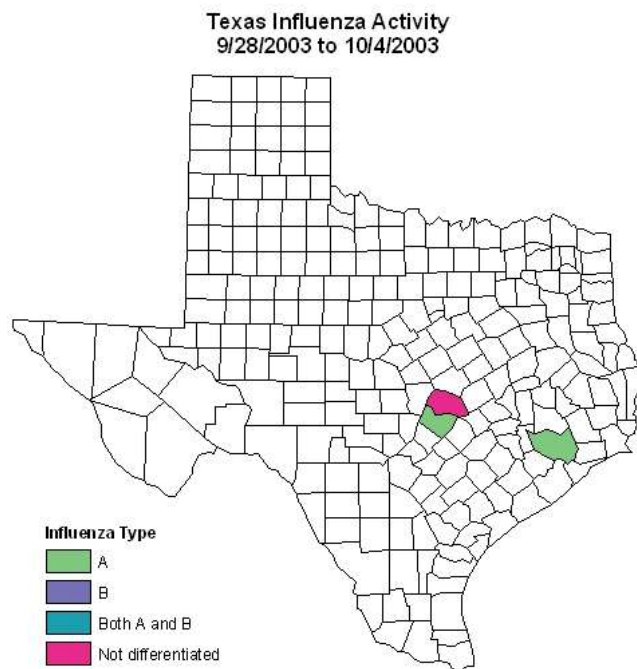 Texas Influenza Activity
9/28/2003 to 10/4/2003
Influenza Type
A
B
Both A and B
Not differentiated